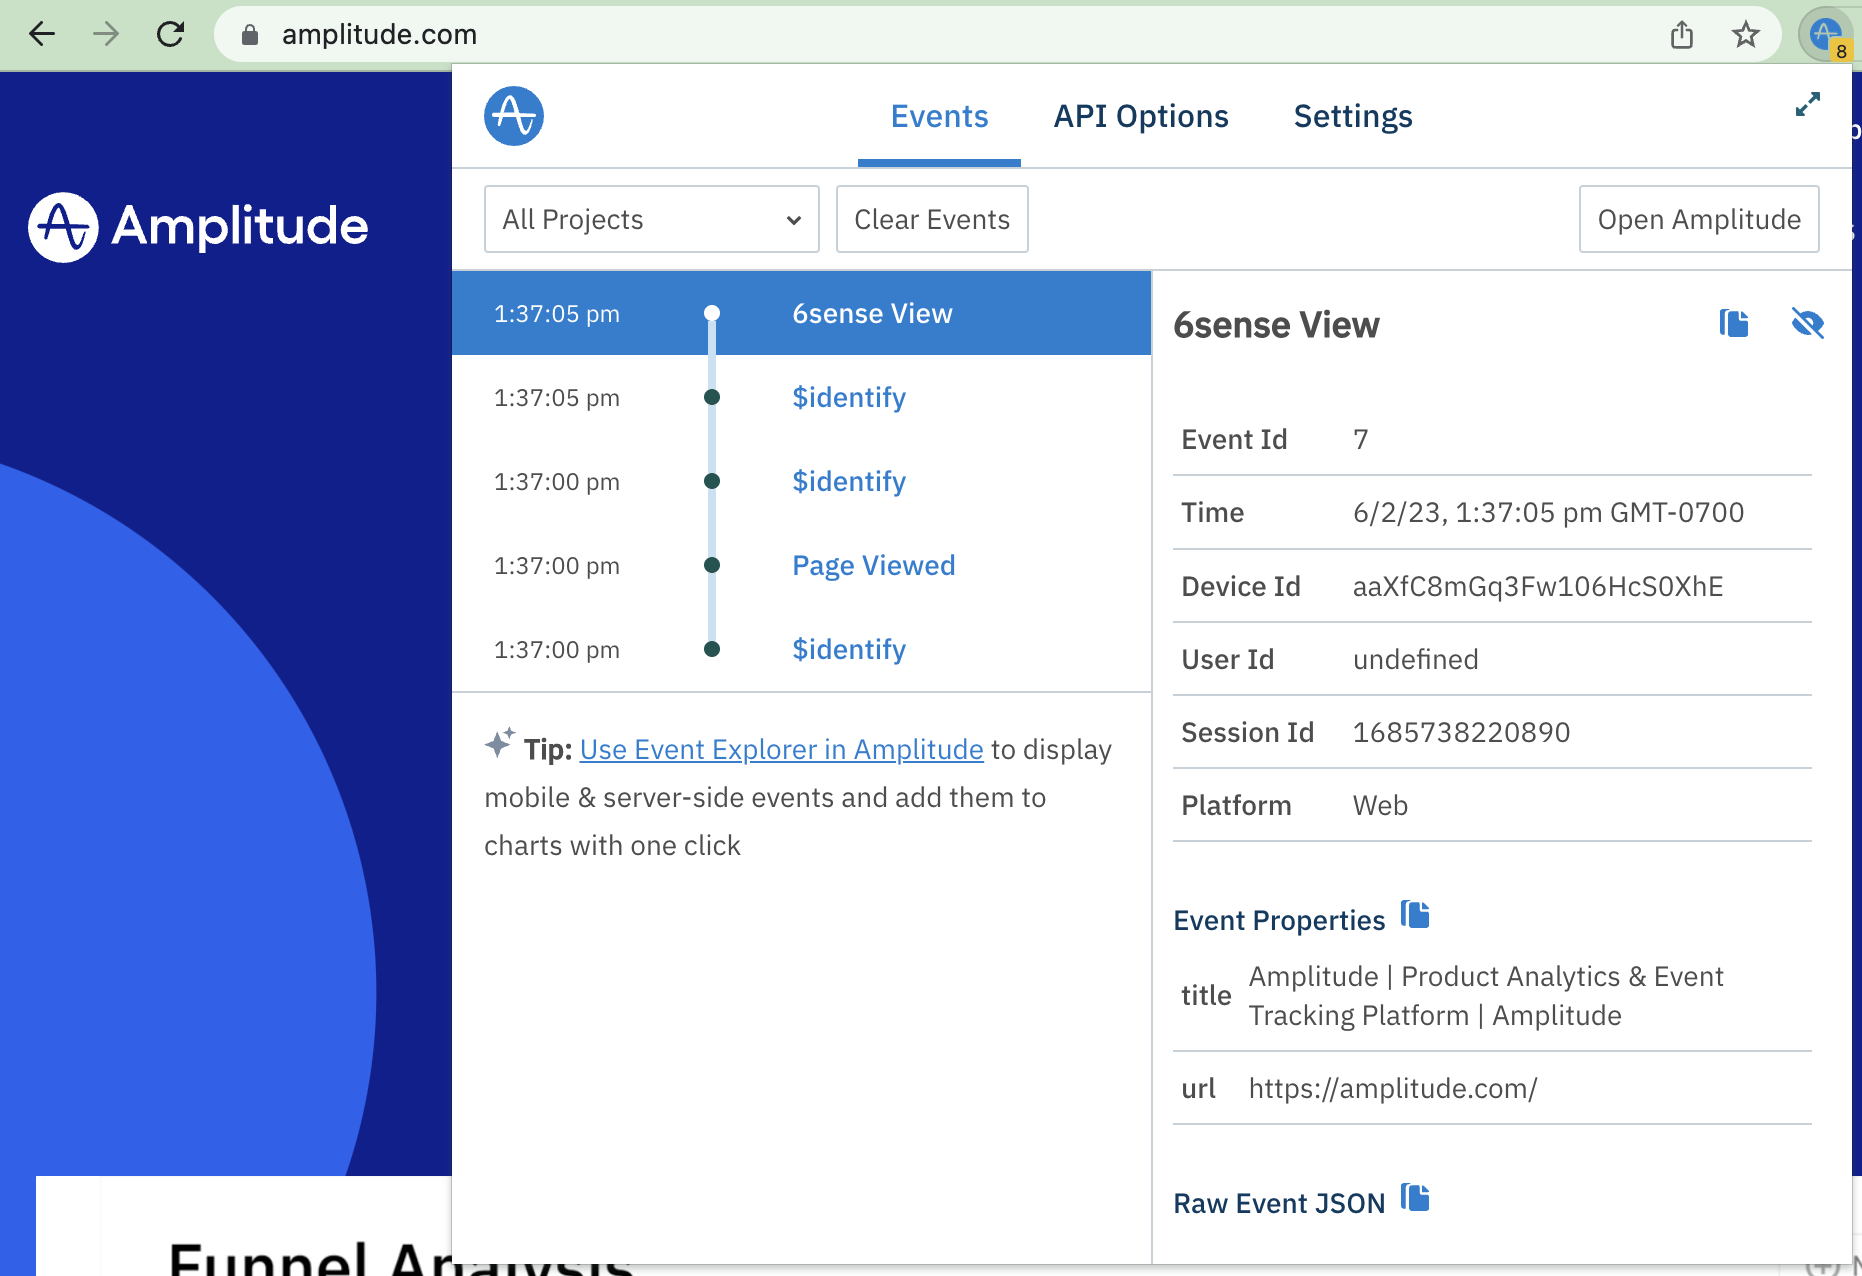 amplitude.com
8
Amplitude
Events
API Options
Settings
All Projects
Clear Events
Open Amplitude
1:37:05 pm 6sense View
1:37:05 pm $identify
1:37:00 pm $identify
1:37:00 pm Page Viewed
1:37:00 pm $identify
Tip: Use Event Explorer in Amplitude to display
mobile & server-side events and add them to
charts with one click
6sense View
Event Id 7
Time 6/2/23, 1:37:05 pm GMT-0700
Device Id aaXfC8mGq3Fw106HcS0XhE
User Id undefined
Session Id 1685738220890
Platform Web
Event Properties
title Amplitude | Product Analytics & Event
Tracking Platform | Amplitude
url https://amplitude.com/
Raw Event JSON
Funnel Analysis